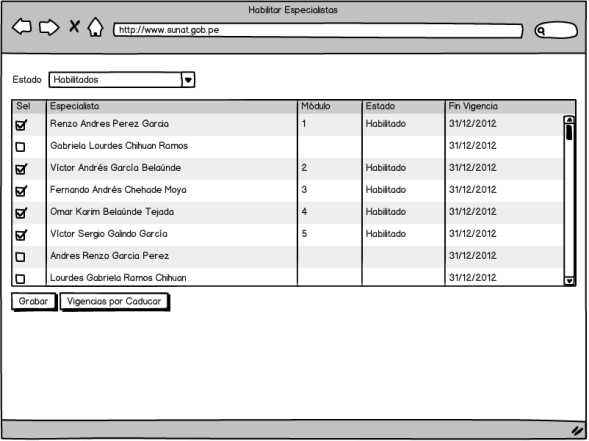 Habilitar Especialistas
http://www.sunat.gob.pe
Estado Habilitados
Sel Especialista Módulo Estado Fin Vigencia
Renzo Andres Perez Garcia 1 Habilitado 31/12/2012
Gabriela Lourdes Chihuan Ramos 31/12/2012
Víctor Andrés García Belaúnde 2 Habilitado 31/12/2012
Fernando Andrés Chehade Moya 3 Habilitado 31/12/2012
Omar Karim Belaúnde Tejada 4 Habilitado 31/12/2012
Víctor Sergio Galindo García 5 Habilitado 31/12/2012
Andres Renzo Garcia Perez 31/12/2012
Lourdes Gabriela Ramos Chihuan 31/12/2012
Grabar Vigencias por Caducar